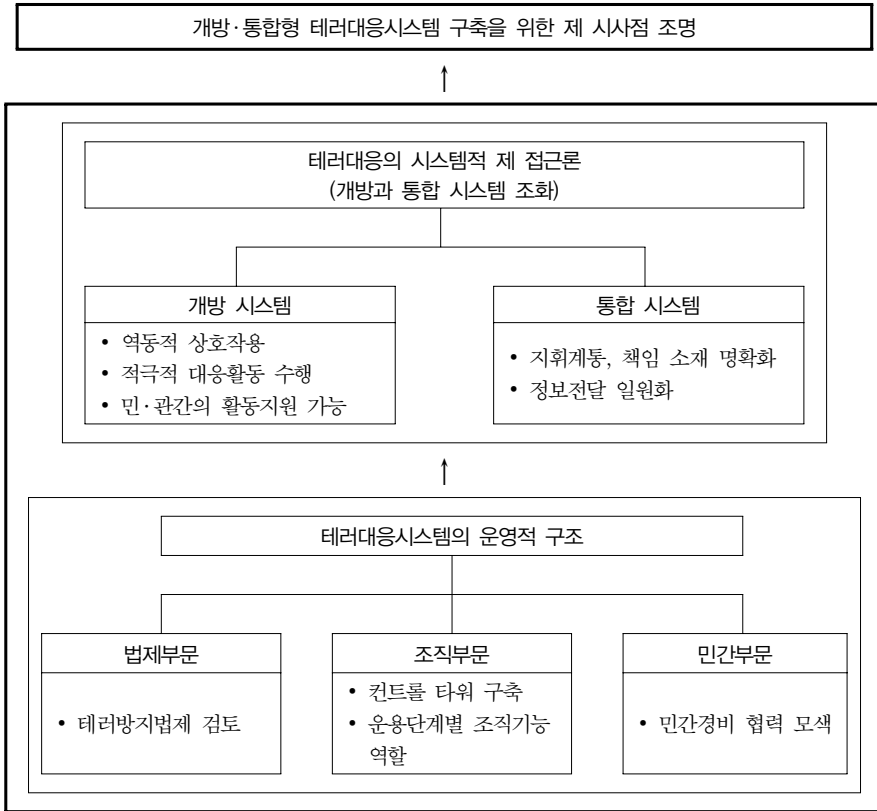 개방·통합형 테러대응시스템 구축을 위한 제 시사점 조명
↑
테러대응의 시스템적 제 접근론
(개방과 통합 시스템 조화)
개방 시스템
• 역동적 상호작용
• 적극적 대응활동 수행
• 민·관간의 활동지원 가능
통합 시스템
• 지휘계통, 책임 소재 명확화
• 정보전달 일원화
↑
테러대응시스템의 운영적 구조
법제부문
• 테러방지법제 검토
조직부문
• 컨트롤 타워 구축
• 운용단계별 조직기능
역할
민간부문
• 민간경비 협력 모색